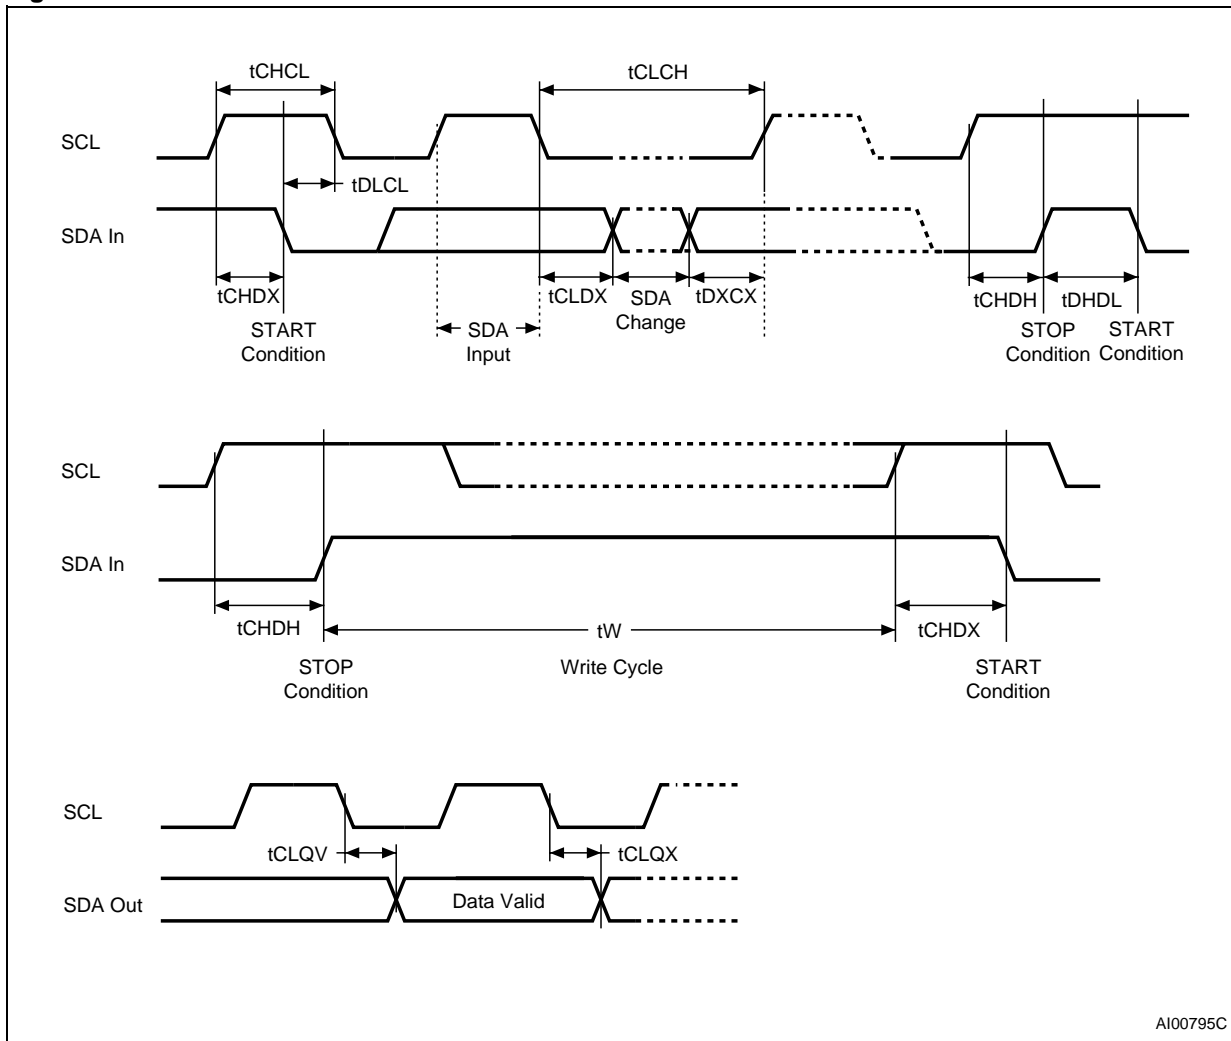 tCHCL
tCLCH
SCL
tDLCL
SDA In
tCHDX
tCLDX
SDA
Change
tDXCX
tCHDH
tDHDL
START
Condition
SDA
Input
STOP
Condition
START
Condition
SCL
SDA In
tCHDH
tW
tCHDX
STOP
Condition
Write Cycle
START
Condition
SCL
tCLQV
tCLQX
SDA Out
Data Valid
AI00795C